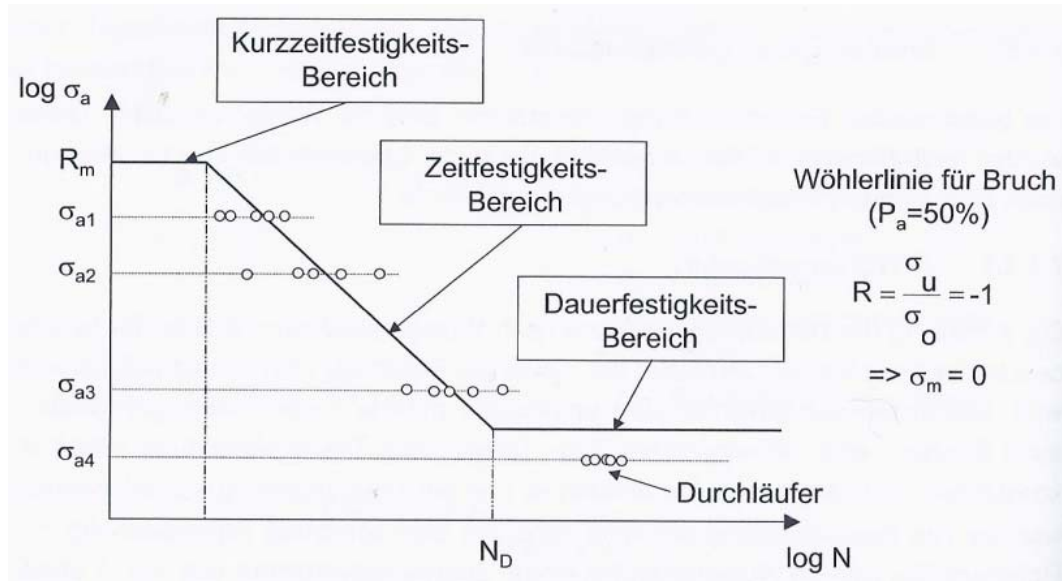 Kurzzeitfestigkeits-
Bereich
log σa
Rm
Zeitfestigkeits-
Bereich
σa1
σa2
Dauerfestigkeits-
Bereich
σa3
σa4
Durchläufer
ND
log N
Wöhlerlinie für Bruch
(Pa=50%)
R = σu/σo = -1
=> σm = 0